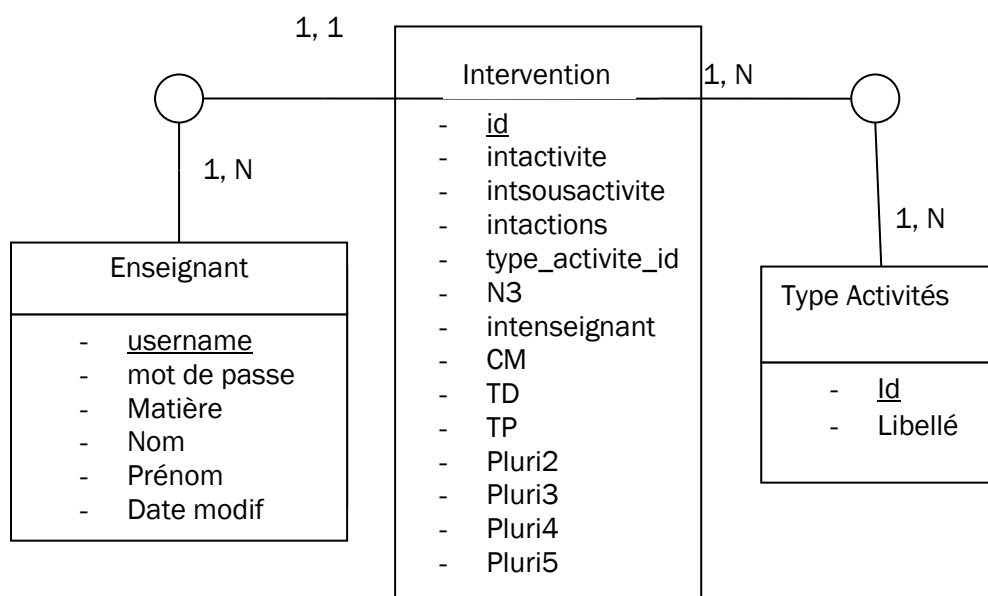 1, 1
Intervention
1, N
- id
- intactivite
- intsousactivite
- intactions
- type_activite_id
- N3
- intenseignant
- CM
- TD
- TP
- Pluri2
- Pluri3
- Pluri4
- Pluri5
1, N
Enseignant
- username
- mot de passe
- Matière
- Nom
- Prénom
- Date modif
1, N
Type Activités
- Id
- Libellé